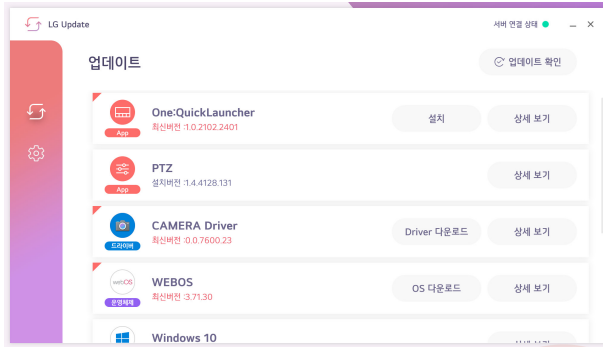 LG Update
서버 연결 상태
업데이트
업데이트 확인
One:QuickLauncher
최신버전 :1.0.2102.2401
App
설치
상세 보기
PTZ
설치버전 :1.4.4128.131
App
상세 보기
CAMERA Driver
최신버전 :0.0.7600.23
드라이버
Driver 다운로드
상세 보기
webOS
WEBOS
최신버전 :3.71.30
운영체제
OS 다운로드
상세 보기
Windows 10